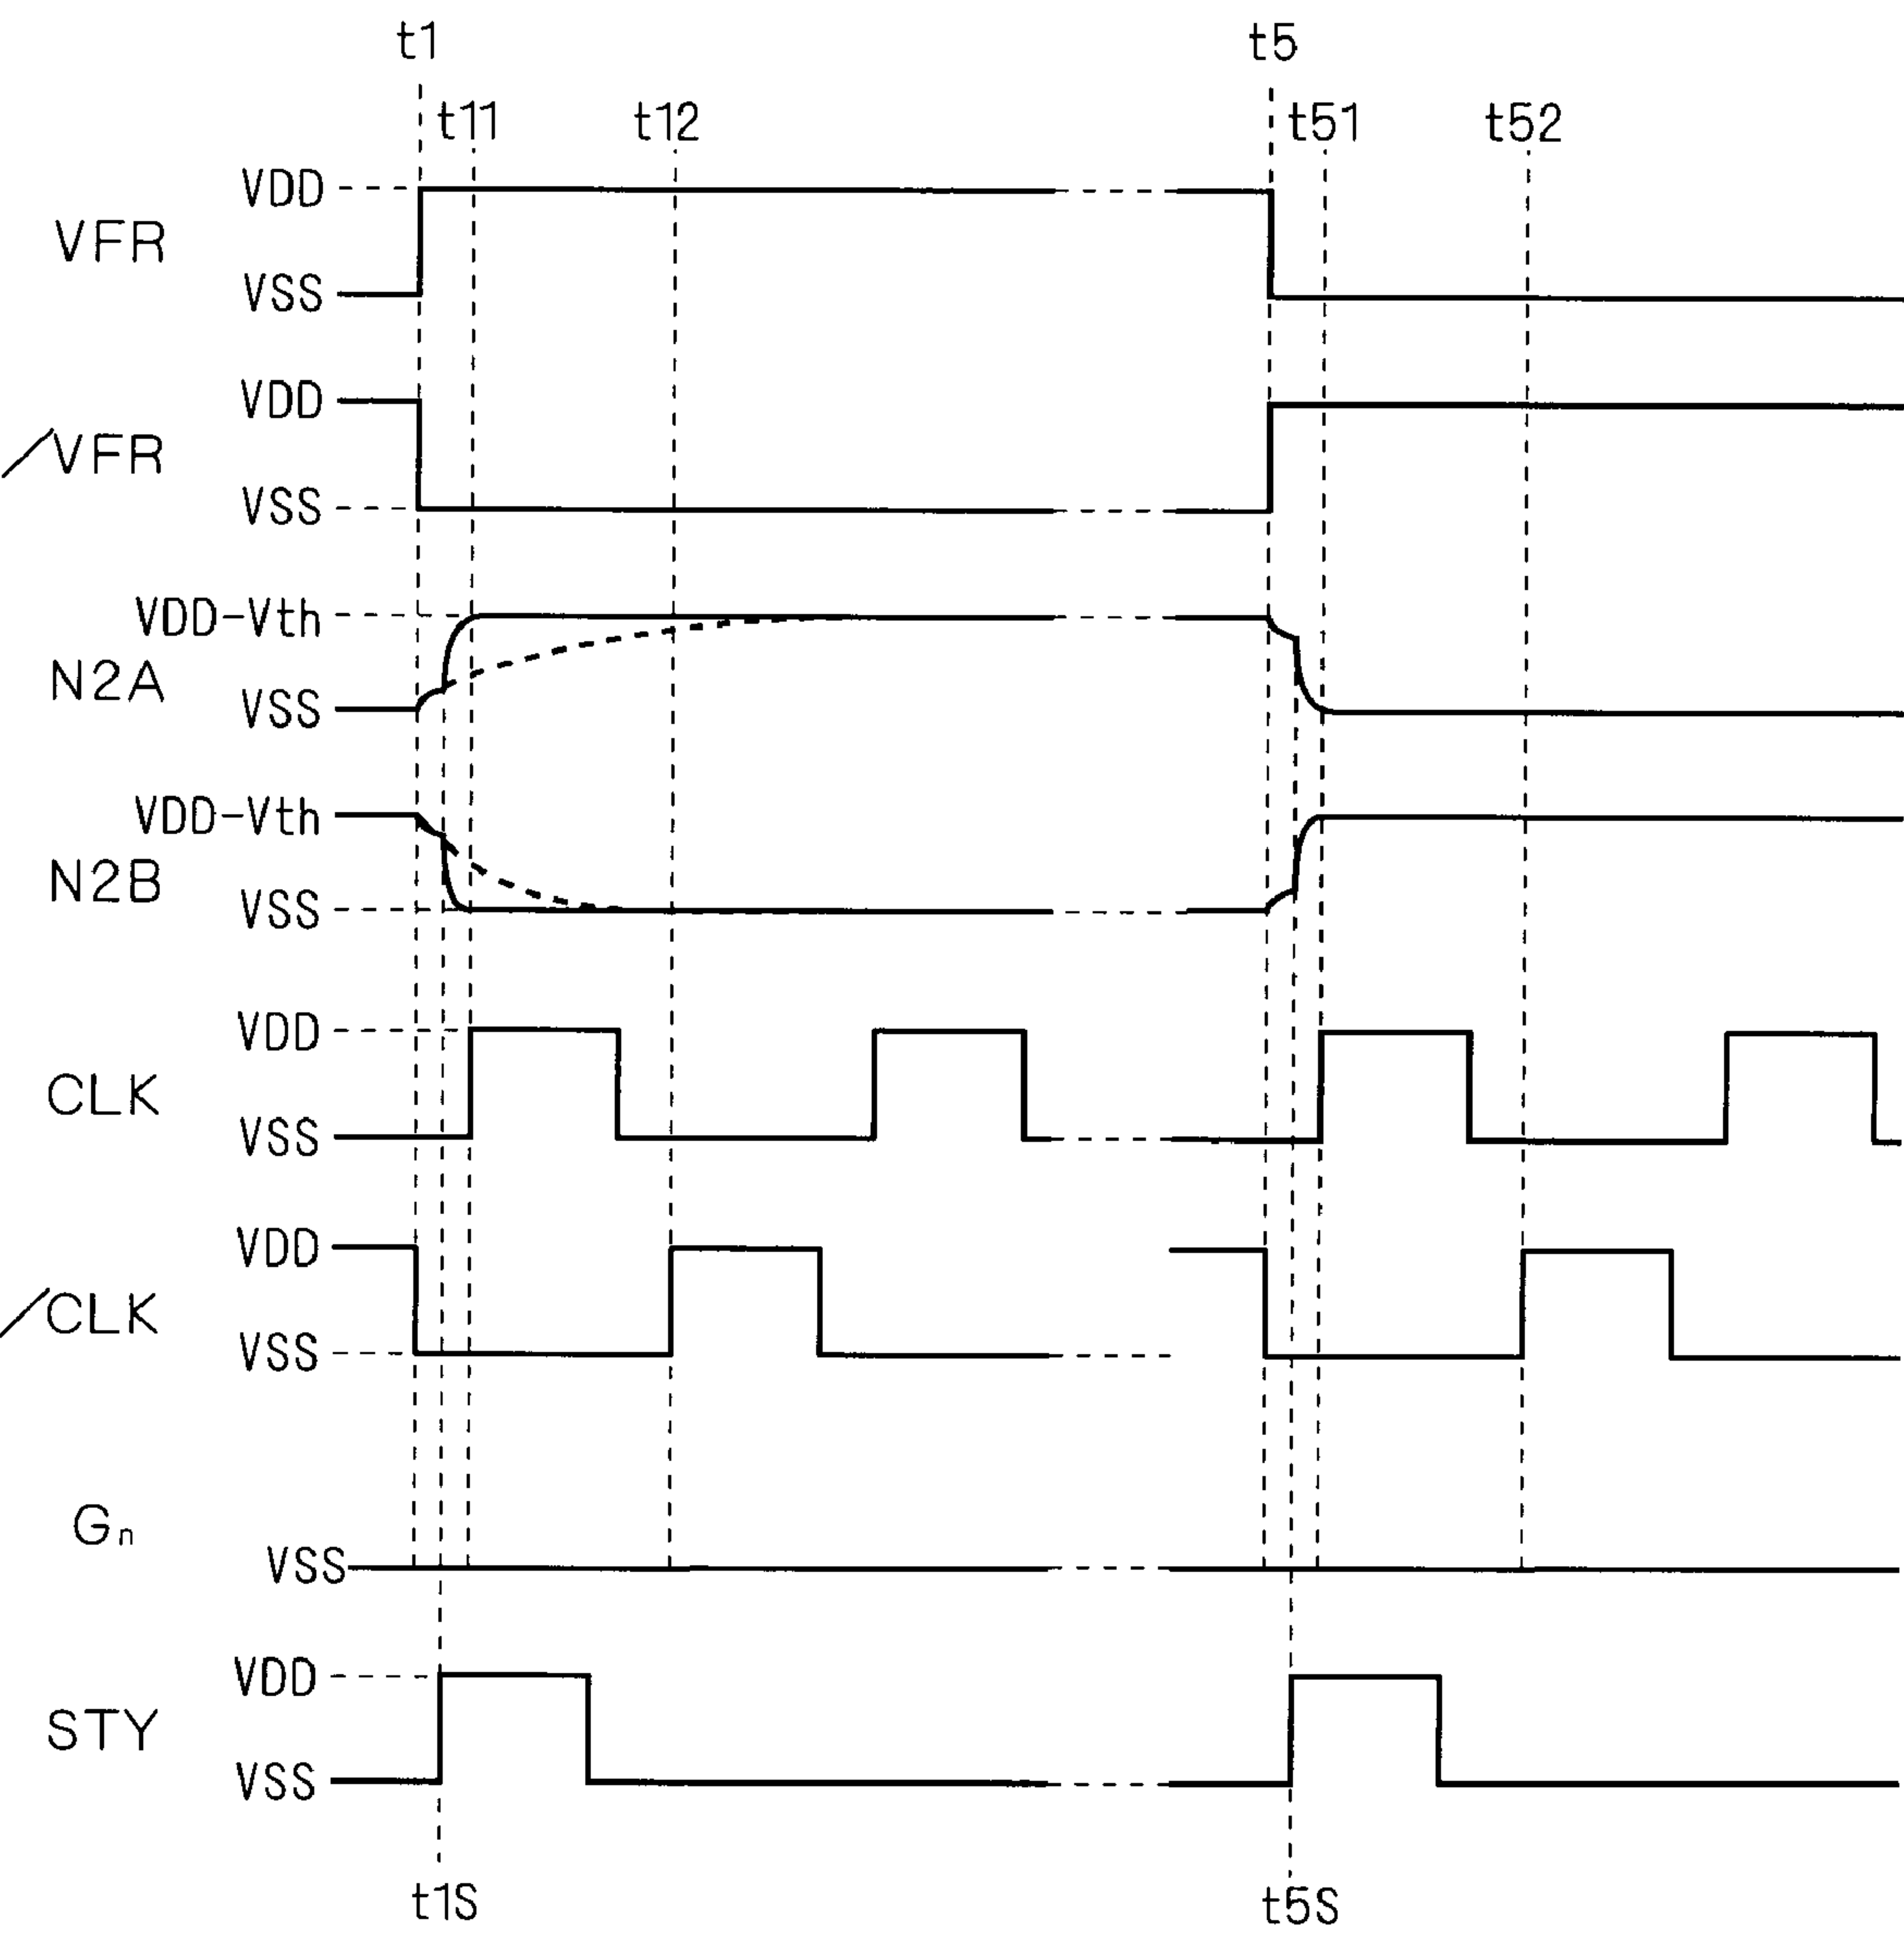 t1 t5
t11 t12 t51 t52
VDD
VFR
VSS
VDD
/VFR
VSS
VDD-Vth
N2A
VSS
VDD-Vth
N2B
VSS
VDD
CLK
VSS
VDD
/CLK
VSS
Gn
VSS
VDD
STY
VSS
t1S t5S